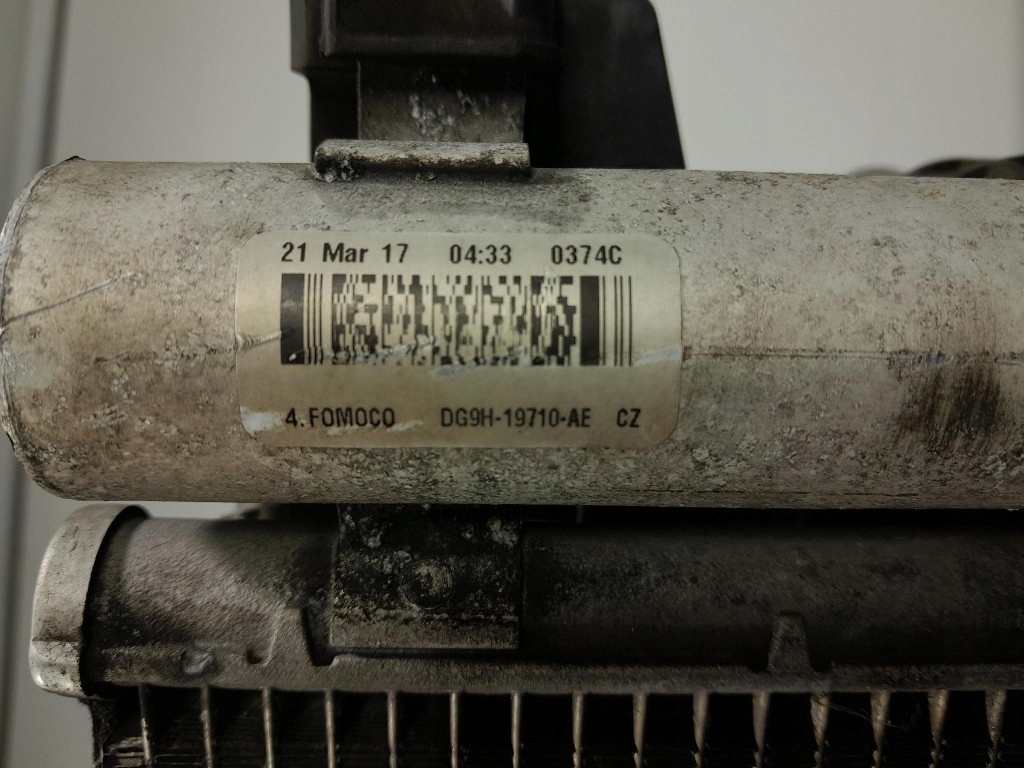 21 Mar 17 04:33 0374C
4.FOMOCO DG9H-19710-AE CZ